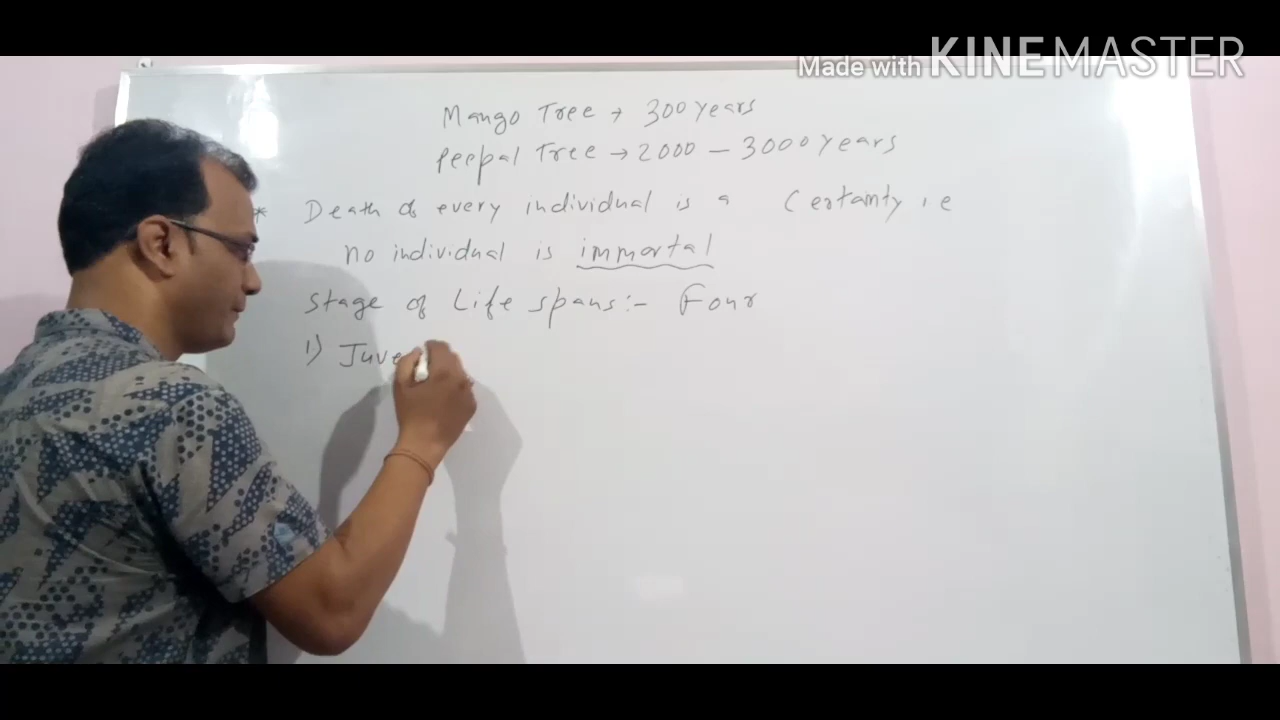 Made with KINEMASTER
Mango Tree → 300 years
Peepal Tree → 2000 – 3000 years
* Death of every individual is a Certainty i e
no individual is immortal
Stage of Life spans:- Four
1) Juve